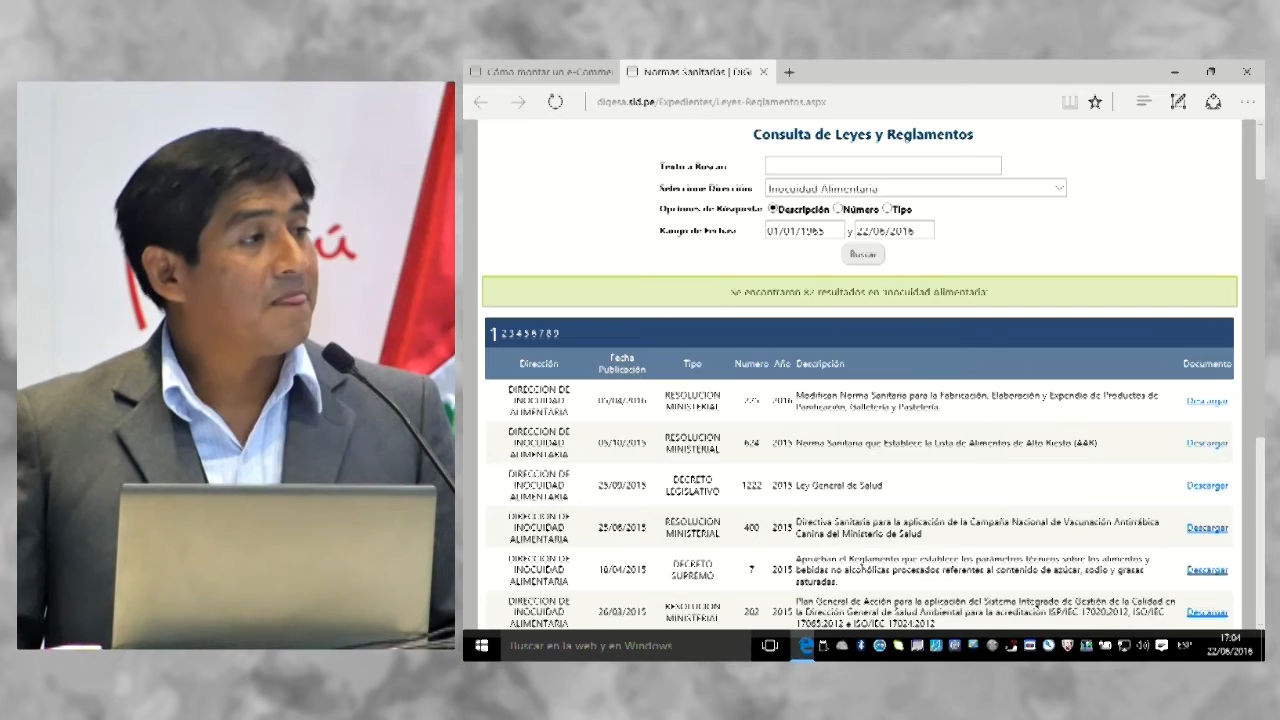 ú
Cómo montar un e-Comme
Normas Sanitarias | DIGE
digesa.sld.pe/Expedientes/Leyes-Reglamentos.aspx
Consulta de Leyes y Reglamentos
Texto a Buscar:
Seleccione Dirección: Inocuidad Alimentaria
Opciones de Búsqueda: Descripción Número Tipo
Rango de Fechas: 01/01/1965 y 22/06/2016
Buscar
Se encontraron 82 resultados en 'Inocuidad Alimentaria'
1 2 3 4 5 6 7 8 9
Dirección Fecha Publicación Tipo Numero Año Descripción Documento
DIRECCION DE INOCUIDAD ALIMENTARIA 05/04/2016 RESOLUCION MINISTERIAL 225 2016 Modifican Norma Sanitaria para la Fabricación, Elaboración y Expendio de Productos de Panificación, Galletería y Pastelería. Descargar
DIRECCION DE INOCUIDAD ALIMENTARIA 05/10/2015 RESOLUCION MINISTERIAL 624 2015 Norma Sanitaria que Establece la Lista de Alimentos de Alto Riesgo (AAR) Descargar
DIRECCION DE INOCUIDAD ALIMENTARIA 25/09/2015 DECRETO LEGISLATIVO 1222 2015 Ley General de Salud Descargar
DIRECCION DE INOCUIDAD ALIMENTARIA 25/06/2015 RESOLUCION MINISTERIAL 400 2015 Directiva Sanitaria para la aplicación de la Campaña Nacional de Vacunación Antirrábica Canina del Ministerio de Salud Descargar
DIRECCION DE INOCUIDAD ALIMENTARIA 18/04/2015 DECRETO SUPREMO 7 2015 Aprueban el Reglamento que establece los parámetros técnicos sobre los alimentos y bebidas no alcohólicas procesados referentes al contenido de azúcar, sodio y grasas saturadas. Descargar
DIRECCION DE INOCUIDAD ALIMENTARIA 26/03/2015 RESOLUCION MINISTERIAL 202 2015 Plan General de Acción para la aplicación del Sistema Integrado de Gestión de la Calidad en la Dirección General de Salud Ambiental para la acreditación ISP/IEC 17020:2012, ISO/IEC 17065:2012 e ISO/IEC 17024:2012 Descargar
Buscar en la web y en Windows
ESP
17:04
22/06/2016